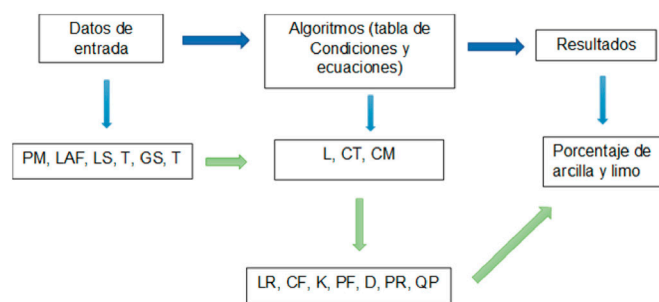 Datos de
entrada
Algoritmos (tabla de
Condiciones y
ecuaciones)
Resultados
PM, LAF, LS, T, GS, T
L, CT, CM
Porcentaje de
arcilla y limo
LR, CF, K, PF, D, PR, QP